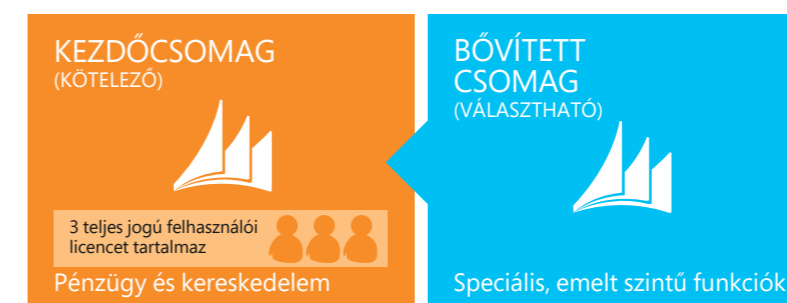 KEZDŐCSOMAG
(KÖTELEZŐ)
3 teljes jogú felhasználói
licencet tartalmaz
Pénzügy és kereskedelem
BŐVÍTETT
CSOMAG
(VÁLASZTHATÓ)
Speciális, emelt szintű funkciók